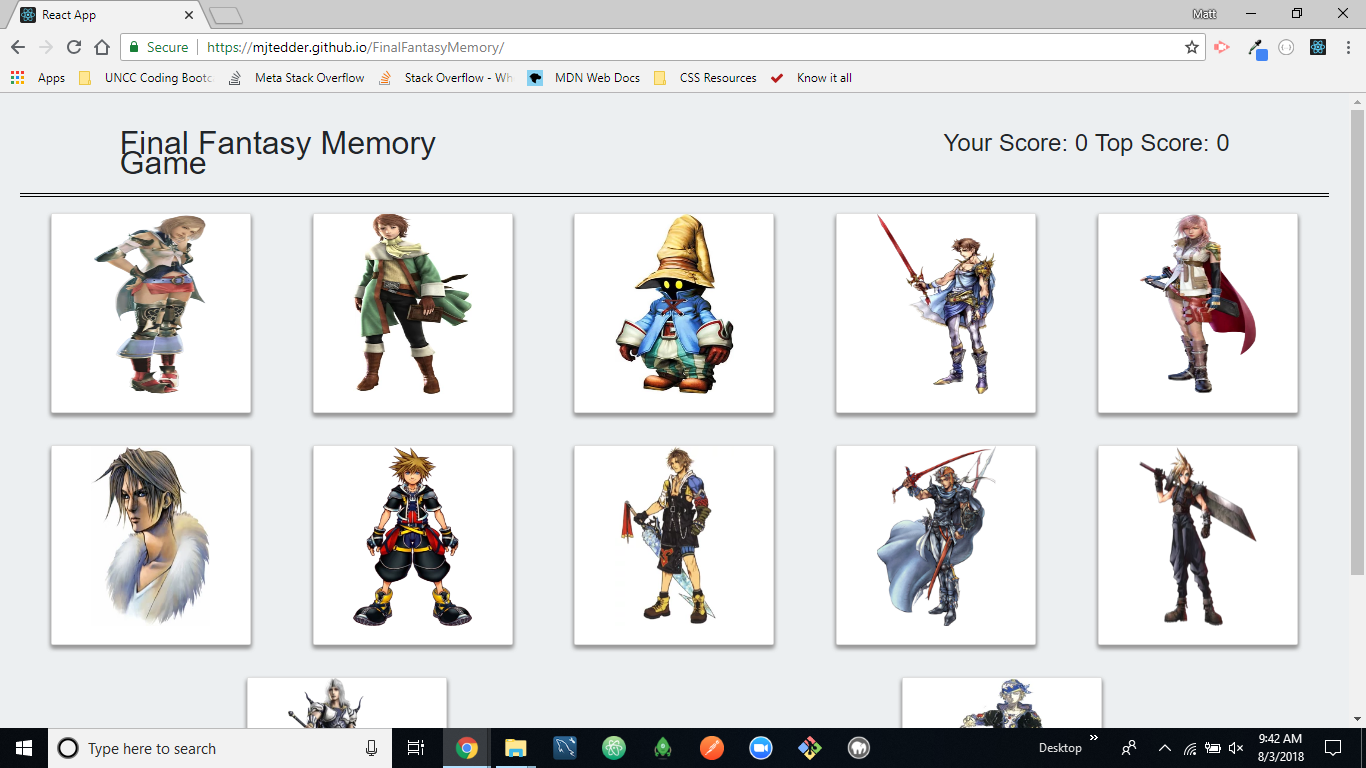 React App
Matt
Secure https://mjtedder.github.io/FinalFantasyMemory/
Apps UNCC Coding Bootc Meta Stack Overflow Stack Overflow - Wh MDN Web Docs CSS Resources Know it all
Final Fantasy Memory
Game
Your Score: 0 Top Score: 0
Type here to search
Desktop
9:42 AM
8/3/2018